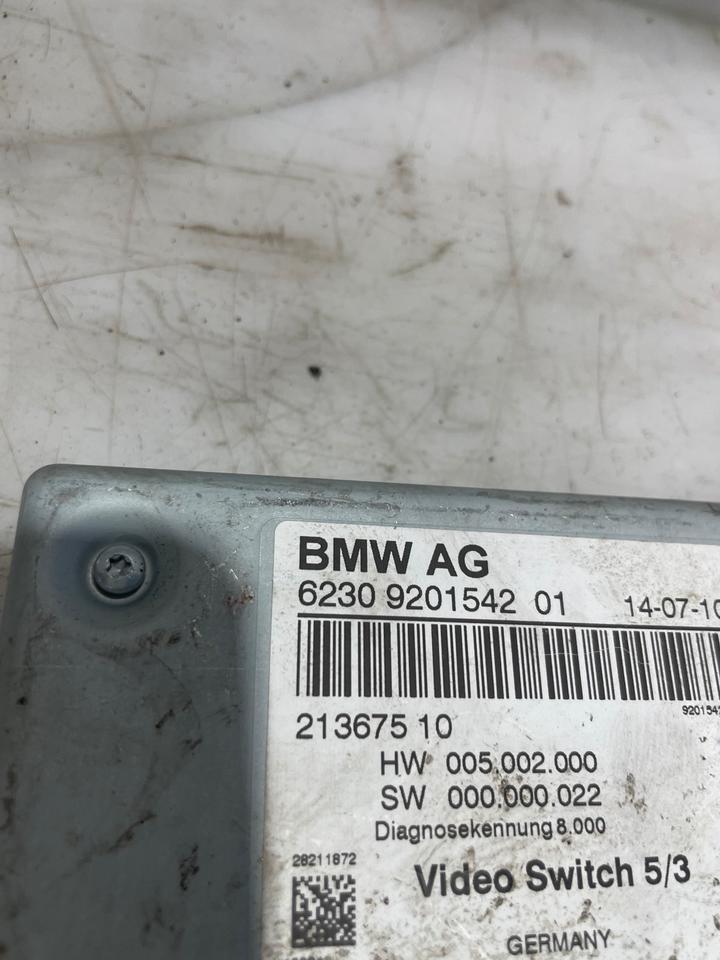 BMW AG
6230 9201542 01 14-07-10
213675 10
HW 005.002.000
SW 000.000.022
Diagnosekennung 8.000
28211872
Video Switch 5/3
GERMANY